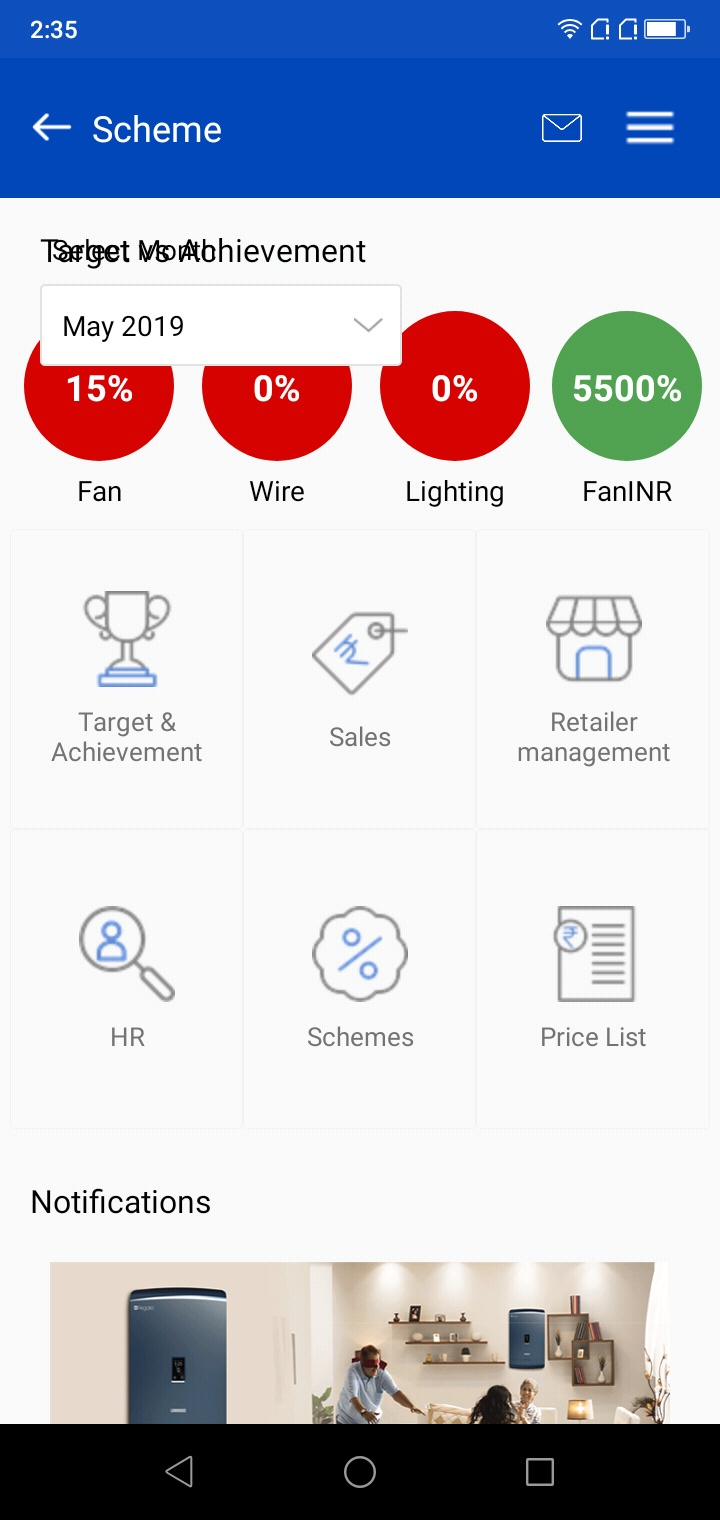 2:35
Scheme
Target vs Achievement
Select Month
May 2019
15%
0%
0%
5500%
Fan
Wire
Lighting
FanINR
Target &
Achievement
Sales
Retailer
management
HR
Schemes
Price List
Notifications